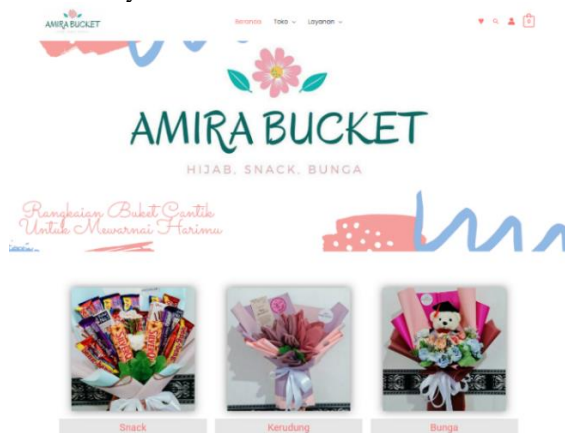 AMIRA BUCKET
Beranda Toko Layanan
0
AMIRA BUCKET
HIJAB, SNACK, BUNGA
Rangkaian Buket Cantik
Untuk Mewarnai Harimu
Snack Kerudung Bunga